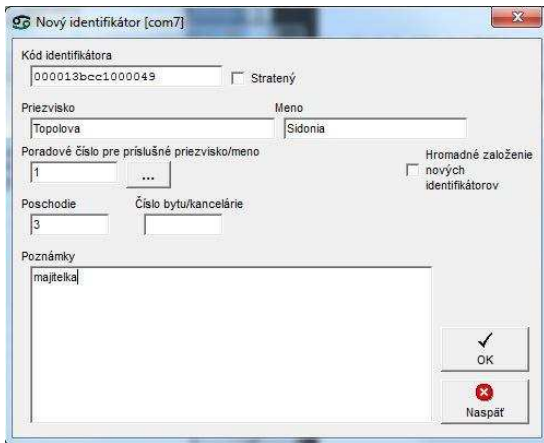 Nový identifikátor [com7]
Kód identifikátora
000013bcc1000049
Stratený
Priezvisko
Meno
Topolova
Sidonia
Poradové číslo pre príslušné priezvisko/meno
1
...
Hromadné založenie
nových
identifikátorov
Poschodie
Číslo bytu/kancelárie
3
Poznámky
majitelka
OK
Naspäť